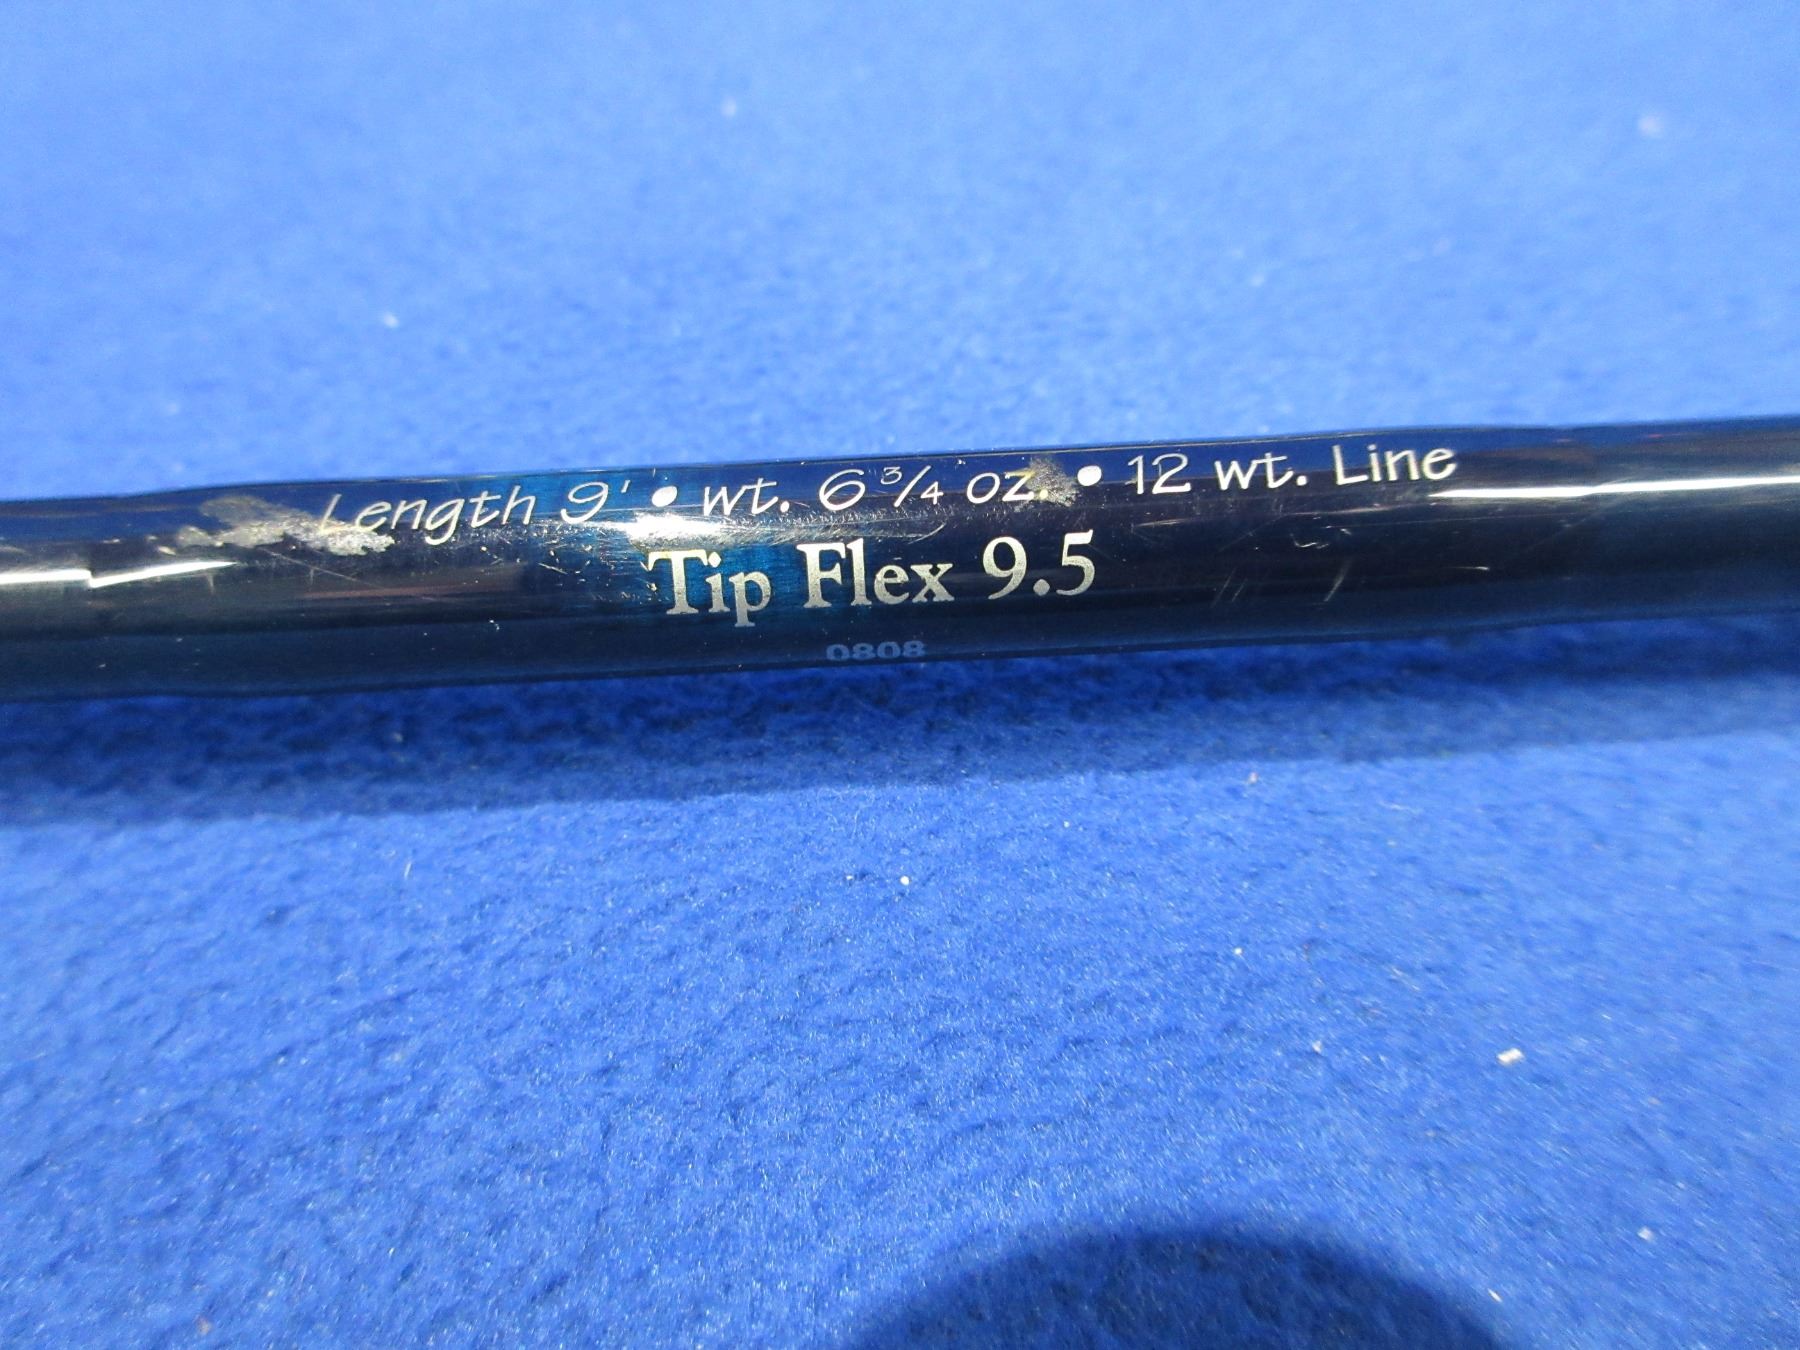 Length 9' • wt. 6 3/4 oz. • 12 wt. Line
Tip Flex 9.5
0808